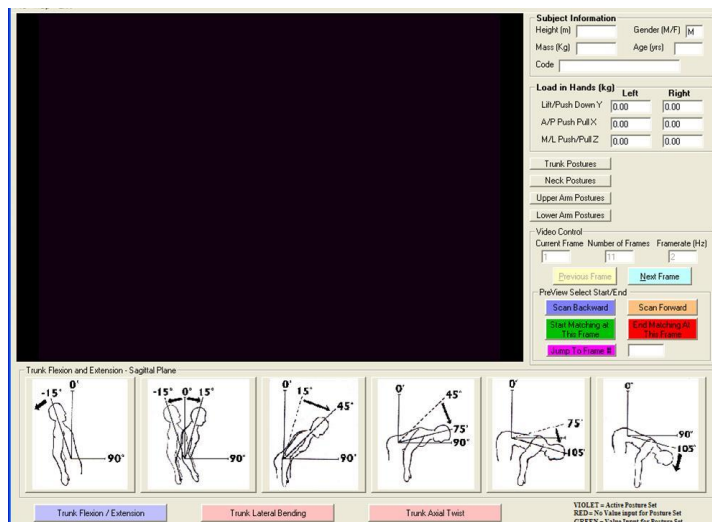 Subject Information
Height (m) Gender (M/F) M
Mass (Kg) Age (yrs)
Code
Load in Hands (kg) Left Right
Lift/Push Down Y 0.00 0.00
A/P Push Pull X 0.00 0.00
M/L Push/Pull Z 0.00 0.00
Trunk Postures
Neck Postures
Upper Arm Postures
Lower Arm Postures
Video Control
Current Frame Number of Frames Framerate (Hz)
1 11 2
Previous Frame Next Frame
PreView Select Start/End
Scan Backward Scan Forward
Start Matching at This Frame
End Matching At This Frame
Jump To Frame #
Trunk Flexion and Extension - Sagittal Plane
-15° 0' 90°
-15° 0° 15° 90°
0' 15° 45° 90°
0' 45° 75° 90°
0' 75° 105°
0' 90° 105°
Trunk Flexion / Extension
Trunk Lateral Bending
Trunk Axial Twist
VIOLET = Active Posture Set
RED = No Value input for Posture Set
GREEN = Value Input for Posture Set